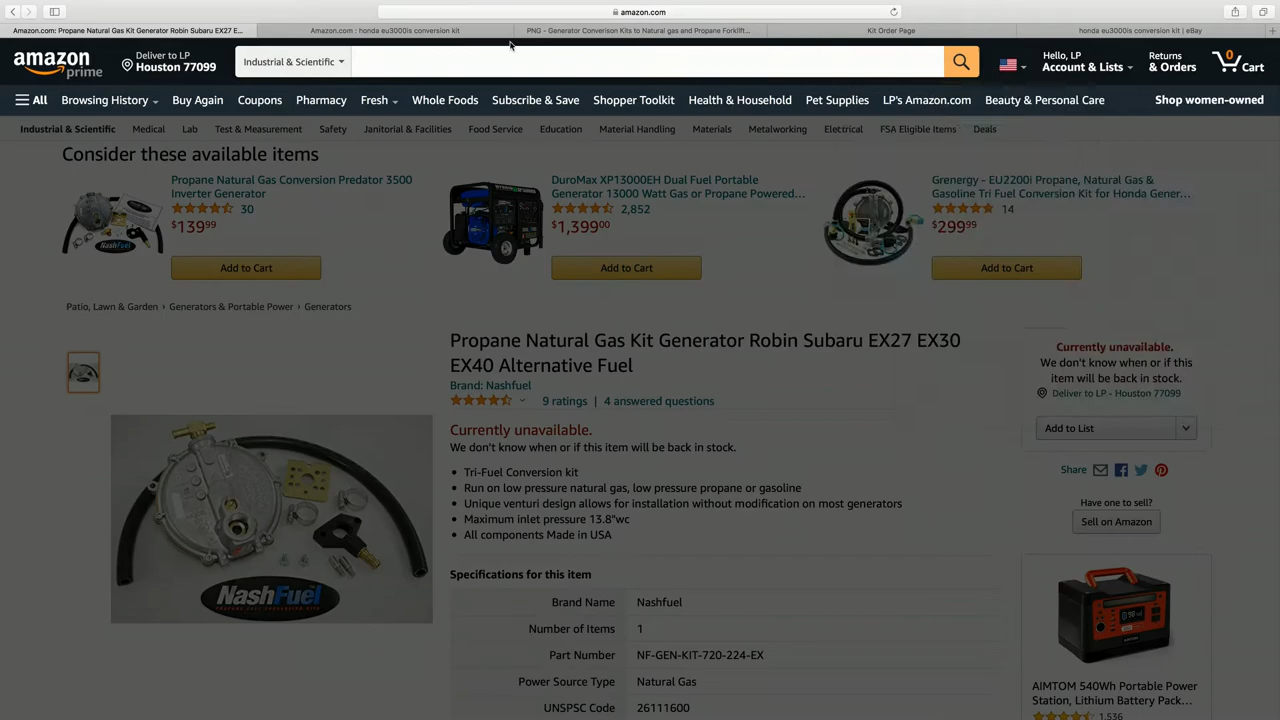 amazon.com
Amazon.com: Propane Natural Gas Kit Generator Robin Subaru EX27 E...
Amazon.com : honda eu3000is conversion kit
PNG - Generator Converison Kits to Natural gas and Propane Forklift...
Kit Order Page
honda eu3000is conversion kit | eBay
amazon
prime
Deliver to LP
Houston 77099
Industrial & Scientific
Hello, LP
Account & Lists
Returns
& Orders
0
Cart
All
Browsing History
Buy Again
Coupons
Pharmacy
Fresh
Whole Foods
Subscribe & Save
Shopper Toolkit
Health & Household
Pet Supplies
LP's Amazon.com
Beauty & Personal Care
Shop women-owned
Industrial & Scientific
Medical
Lab
Test & Measurement
Safety
Janitorial & Facilities
Food Service
Education
Material Handling
Materials
Metalworking
Electrical
FSA Eligible Items
Deals
Consider these available items
Propane Natural Gas Conversion Predator 3500
Inverter Generator
30
$13999
Add to Cart
DuroMax XP13000EH Dual Fuel Portable
Generator 13000 Watt Gas or Propane Powered...
2,852
$1,39900
Add to Cart
Grenergy - EU2200i Propane, Natural Gas &
Gasoline Tri Fuel Conversion Kit for Honda Gener...
14
$29999
Add to Cart
Patio, Lawn & Garden › Generators & Portable Power › Generators
Propane Natural Gas Kit Generator Robin Subaru EX27 EX30
EX40 Alternative Fuel
Brand: Nashfuel
9 ratings | 4 answered questions
Currently unavailable.
We don't know when or if this item will be back in stock.
Tri-Fuel Conversion kit
Run on low pressure natural gas, low pressure propane or gasoline
Unique venturi design allows for installation without modification on most generators
Maximum inlet pressure 13.8"wc
All components Made in USA
Specifications for this item
Brand Name Nashfuel
Number of Items 1
Part Number NF-GEN-KIT-720-224-EX
Power Source Type Natural Gas
UNSPSC Code 26111600
NASHFUEL
Currently unavailable.
We don't know when or if this
item will be back in stock.
Deliver to LP - Houston 77099
Add to List
Share
Have one to sell?
Sell on Amazon
AIMTOM 540Wh Portable Power
Station, Lithium Battery Pack...
1,536